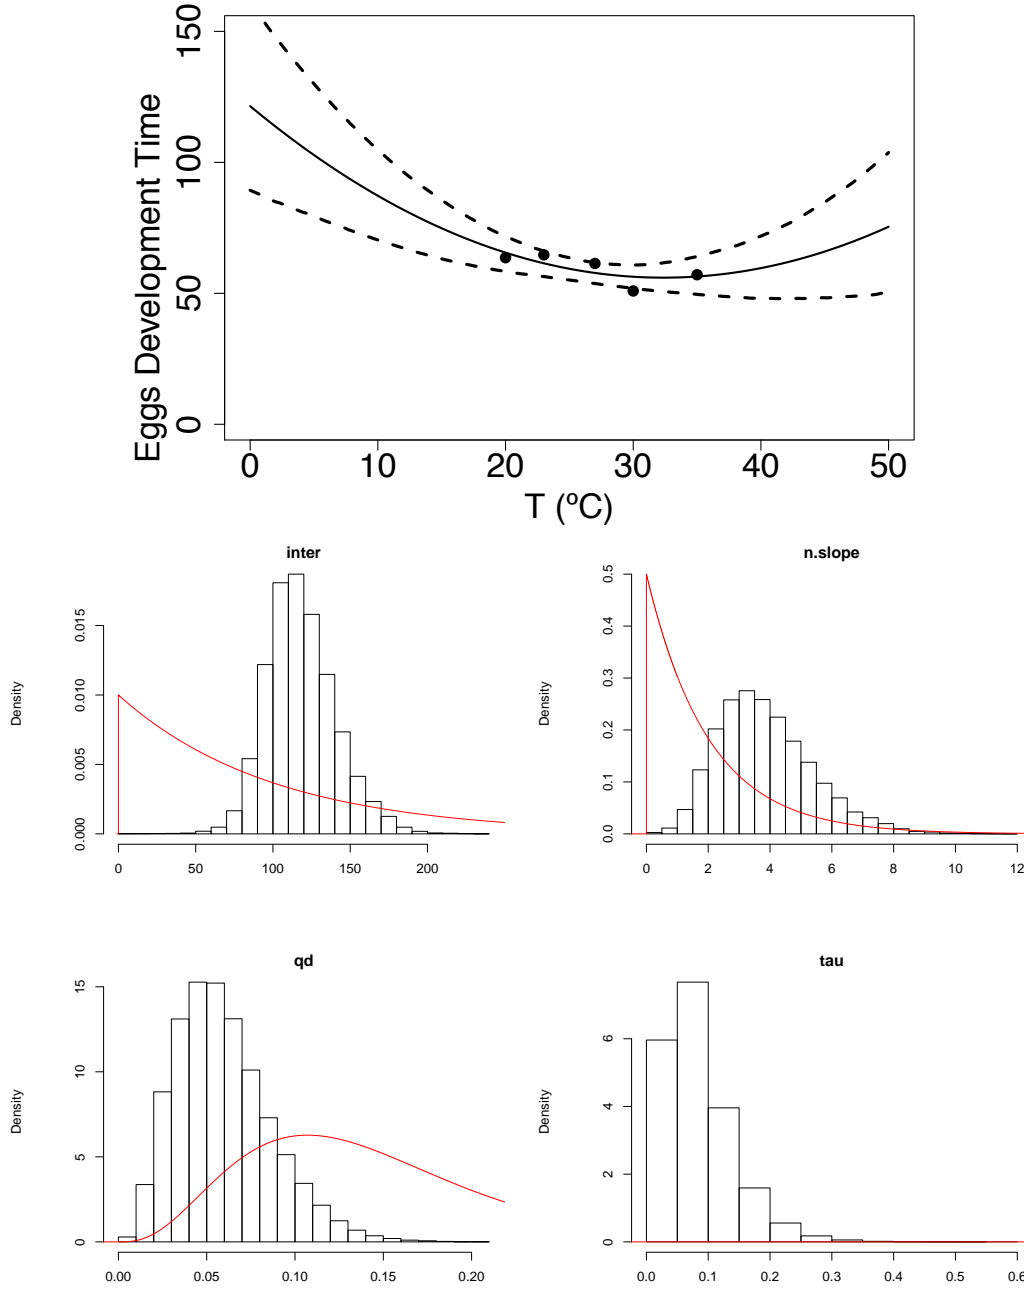 150
100
50
0
Eggs Development Time
0 10 20 30 40 50
T (ºC)
inter
Density
0.000 0.005 0.010 0.015
0 50 100 150 200
n.slope
Density
0.0 0.1 0.2 0.3 0.4 0.5
0 2 4 6 8 10 12
qd
Density
0 5 10 15
0.00 0.05 0.10 0.15 0.20
tau
Density
0 2 4 6
0.0 0.1 0.2 0.3 0.4 0.5 0.6